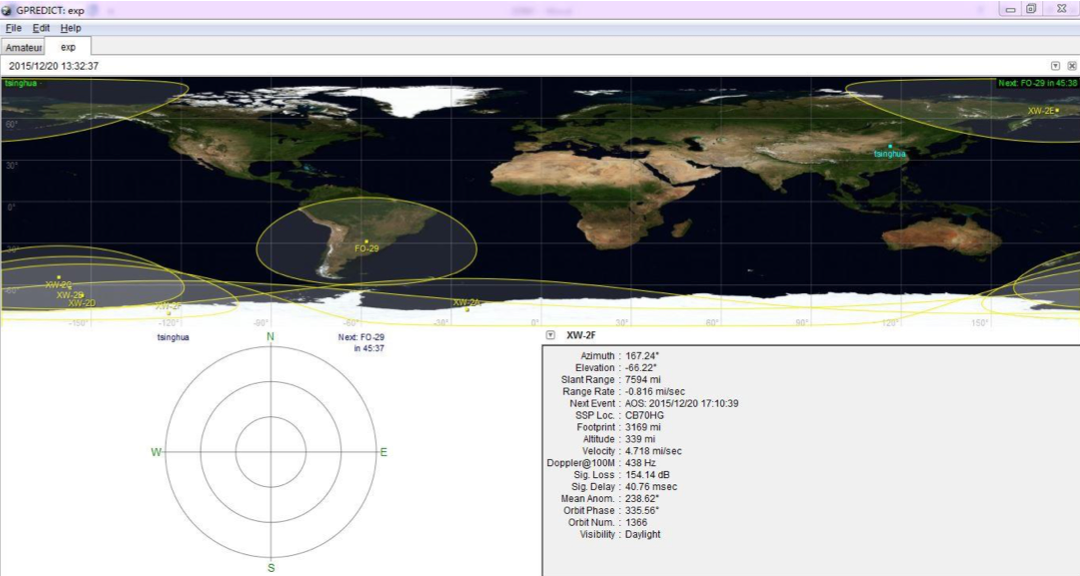 GPREDICT: exp
File Edit Help
Amateur exp
2015/12/20 13:32:37
tsinghua
Next: FO-29 in 45:38
60°
XW-2E
tsinghua
30°
0°
FO-29
XW-2C
XW-2B
XW-2D
XW-2F
XW-2A
-150° -120° -90° -60° -30° 0° 30° 60° 90° 120° 150°
tsinghua
Next: FO-29
in 45:37
N
W
E
S
XW-2F
Azimuth : 167.24°
Elevation : -66.22°
Slant Range : 7594 mi
Range Rate : -0.816 mi/sec
Next Event : AOS: 2015/12/20 17:10:39
SSP Loc. : CB70HG
Footprint : 3169 mi
Altitude : 339 mi
Velocity : 4.718 mi/sec
Doppler@100M : 438 Hz
Sig. Loss : 154.14 dB
Sig. Delay : 40.76 msec
Mean Anom. : 238.62°
Orbit Phase : 335.56°
Orbit Num. : 1366
Visibility : Daylight